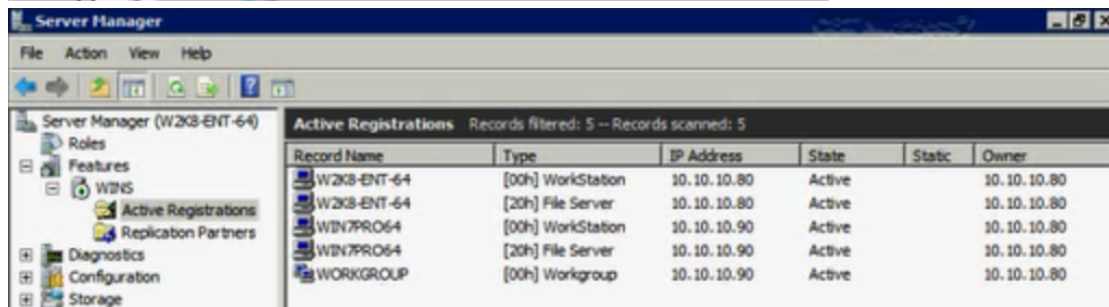 Server Manager
File Action View Help
Server Manager (W2K8-ENT-64)
Roles
Features
WINS
Active Registrations
Replication Partners
Diagnostics
Configuration
Storage
Active Registrations Records filtered: 5 -- Records scanned: 5
Record Name Type IP Address State Static Owner
W2K8-ENT-64 [00h] WorkStation 10.10.10.80 Active 10.10.10.80
W2K8-ENT-64 [20h] File Server 10.10.10.80 Active 10.10.10.80
WIN7PRO64 [00h] WorkStation 10.10.10.90 Active 10.10.10.80
WIN7PRO64 [20h] File Server 10.10.10.90 Active 10.10.10.80
WORKGROUP [00h] Workgroup 10.10.10.90 Active 10.10.10.80